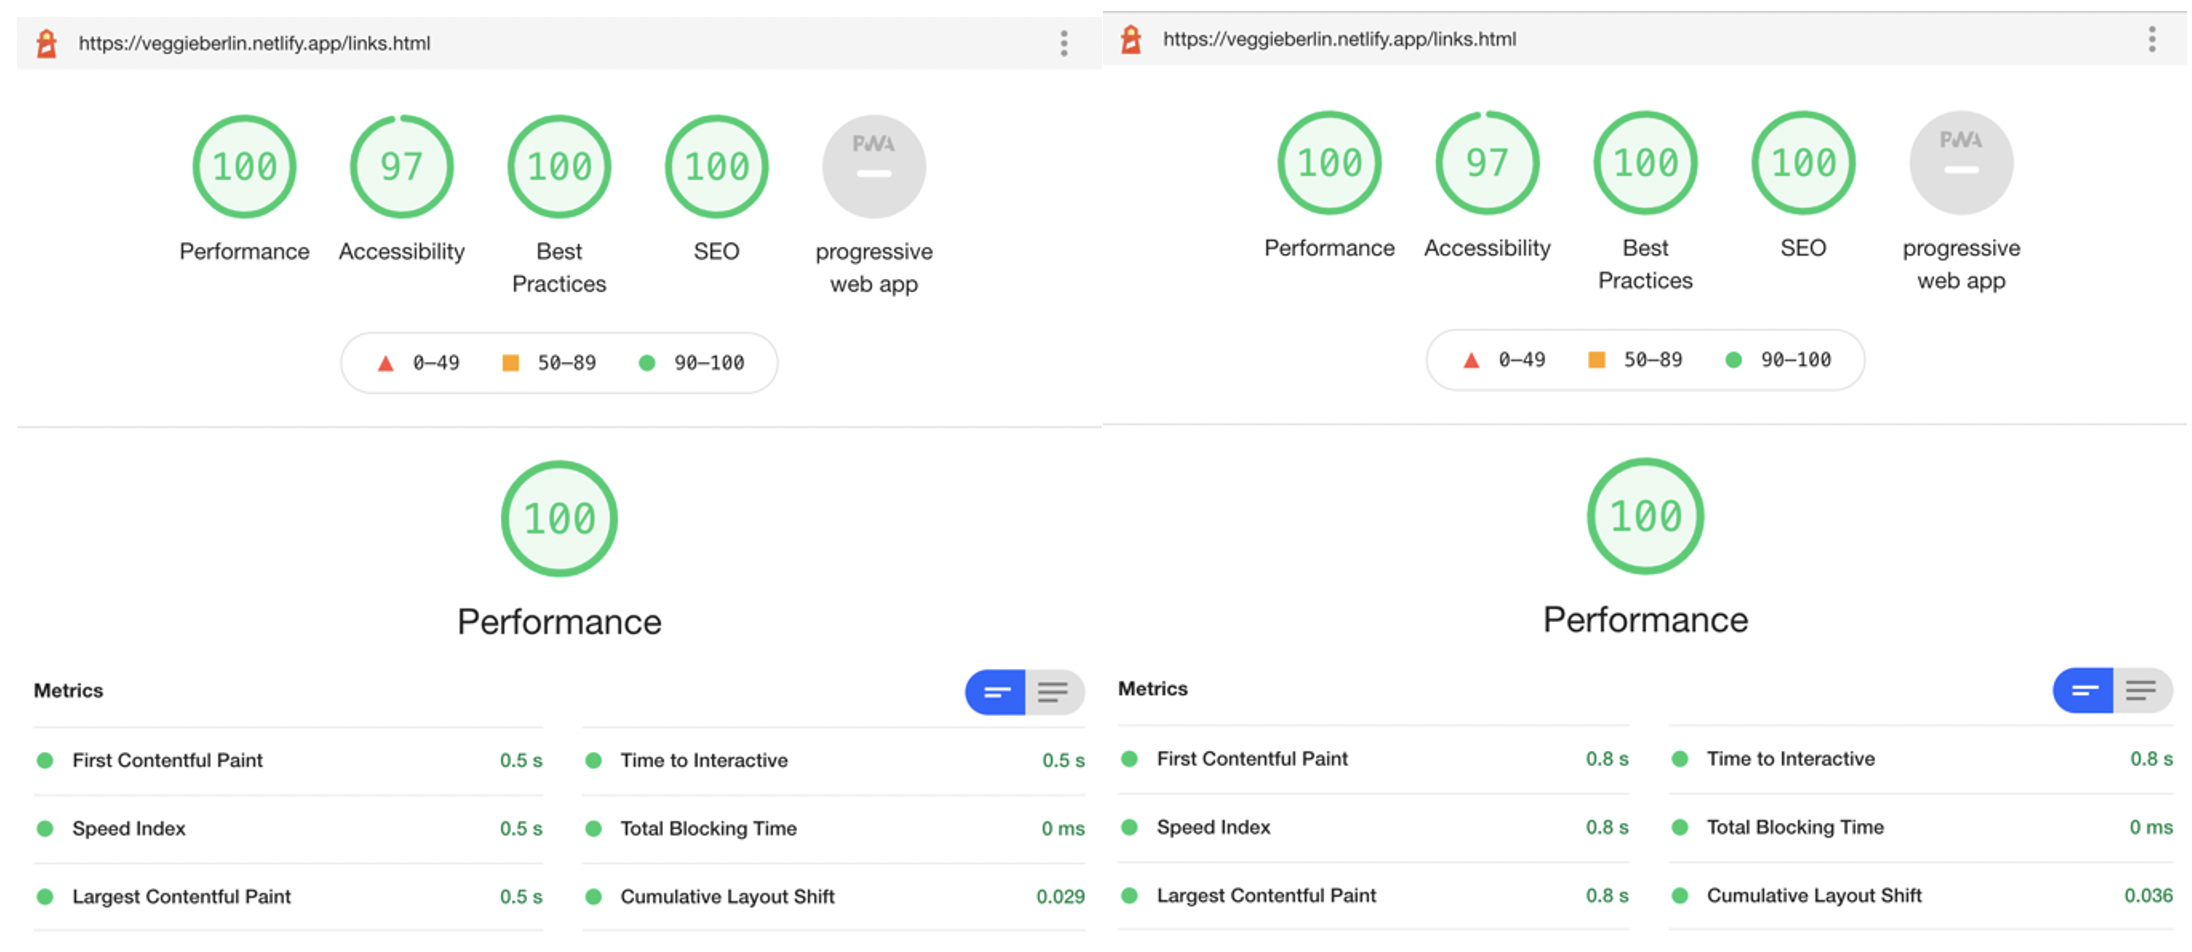 https://veggieberlin.netlify.app/links.html
100 97 100 100 PWA
Performance Accessibility Best Practices SEO progressive web app
0–49 50–89 90–100
100
Performance
Metrics
First Contentful Paint 0.5 s
Time to Interactive 0.5 s
Speed Index 0.5 s
Total Blocking Time 0 ms
Largest Contentful Paint 0.5 s
Cumulative Layout Shift 0.029
https://veggieberlin.netlify.app/links.html
100 97 100 100 PWA
Performance Accessibility Best Practices SEO progressive web app
0–49 50–89 90–100
100
Performance
Metrics
First Contentful Paint 0.8 s
Time to Interactive 0.8 s
Speed Index 0.8 s
Total Blocking Time 0 ms
Largest Contentful Paint 0.8 s
Cumulative Layout Shift 0.036